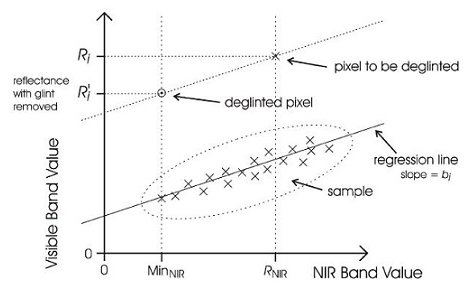 R_i
pixel to be deglinted
reflectance
with glint
removed
R'_i
deglinted pixel
regression line
slope = b_i
sample
Visible Band Value
0
0
Min_NIR
R_NIR
NIR Band Value